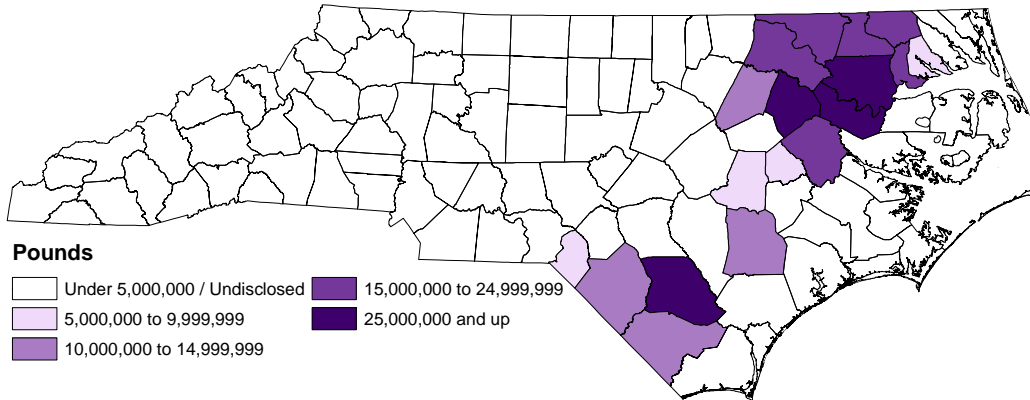 Pounds
Under 5,000,000 / Undisclosed
5,000,000 to 9,999,999
10,000,000 to 14,999,999
15,000,000 to 24,999,999
25,000,000 and up